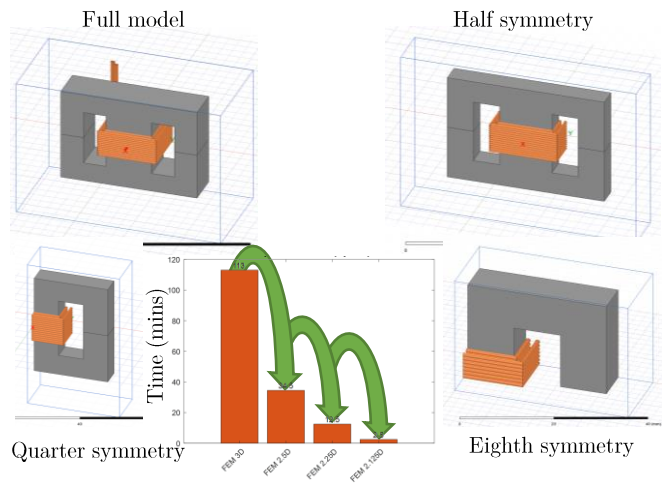 Full model
Half symmetry
Quarter symmetry
Eighth symmetry
Time (mins)
120
100
80
60
40
20
0
113
FEM 3D
FEM 2.5D
FEM 2.25D
FEM 2.125D